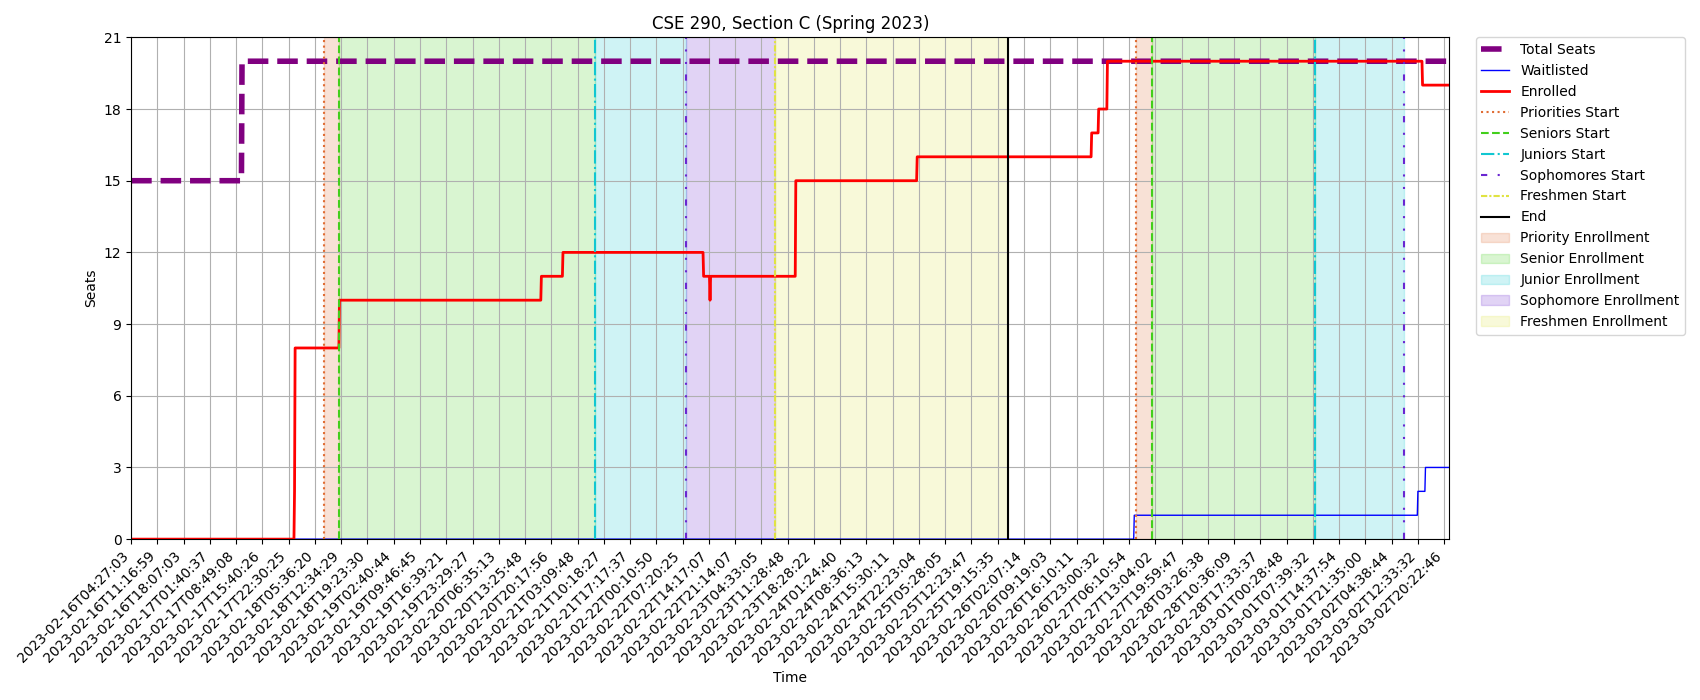 CSE 290, Section C (Spring 2023)
21
18
15
12
9
6
3
0
Seats
2023-02-16T04:27:03
2023-02-16T11:16:59
2023-02-16T18:07:03
2023-02-17T01:40:37
2023-02-17T08:49:08
2023-02-17T15:40:26
2023-02-17T22:30:25
2023-02-18T05:36:20
2023-02-18T12:34:29
2023-02-18T19:23:30
2023-02-19T02:40:44
2023-02-19T09:46:45
2023-02-19T16:39:21
2023-02-19T23:29:27
2023-02-20T06:35:13
2023-02-20T13:25:48
2023-02-20T20:17:56
2023-02-21T03:09:48
2023-02-21T10:18:27
2023-02-21T17:17:37
2023-02-22T00:10:50
2023-02-22T07:20:25
2023-02-22T14:17:07
2023-02-22T21:14:07
2023-02-23T04:33:05
2023-02-23T11:28:48
2023-02-23T18:28:22
2023-02-24T01:24:40
2023-02-24T08:36:13
2023-02-24T15:30:11
2023-02-24T22:23:04
2023-02-25T05:28:05
2023-02-25T12:23:47
2023-02-25T19:15:35
2023-02-26T02:07:14
2023-02-26T09:19:03
2023-02-26T16:10:11
2023-02-26T23:00:32
2023-02-27T06:10:54
2023-02-27T13:04:02
2023-02-27T19:59:47
2023-02-28T03:26:38
2023-02-28T10:36:09
2023-02-28T17:33:37
2023-03-01T00:28:48
2023-03-01T07:39:32
2023-03-01T14:37:54
2023-03-01T21:35:00
2023-03-02T04:38:44
2023-03-02T12:33:32
2023-03-02T20:22:46
Time
Total Seats
Waitlisted
Enrolled
Priorities Start
Seniors Start
Juniors Start
Sophomores Start
Freshmen Start
End
Priority Enrollment
Senior Enrollment
Junior Enrollment
Sophomore Enrollment
Freshmen Enrollment